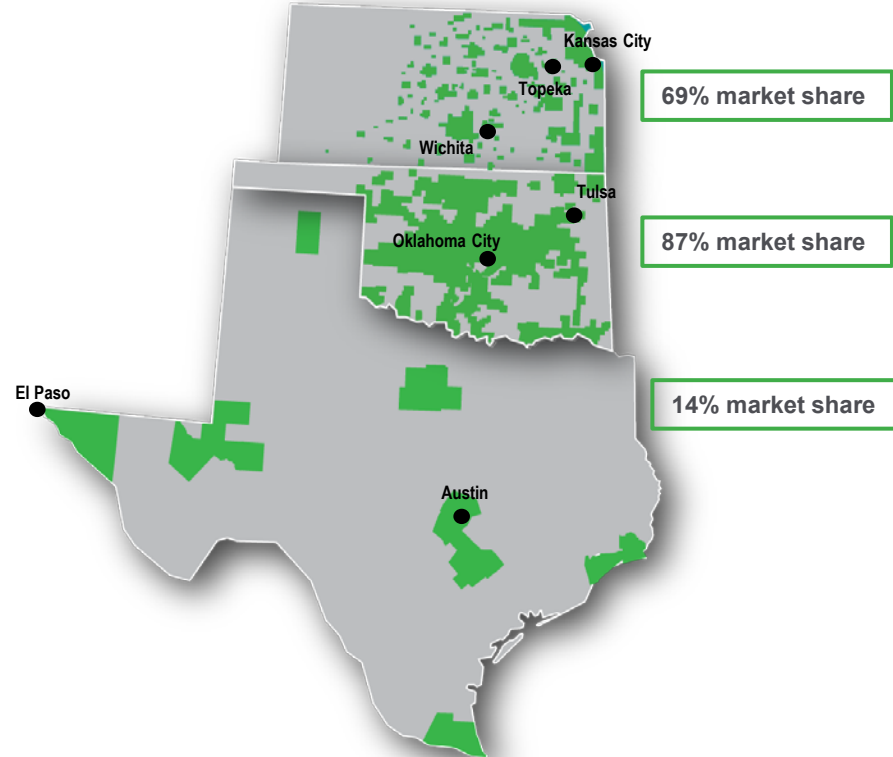 Kansas City
Topeka
69% market share
Wichita
Tulsa
87% market share
Oklahoma City
El Paso
14% market share
Austin